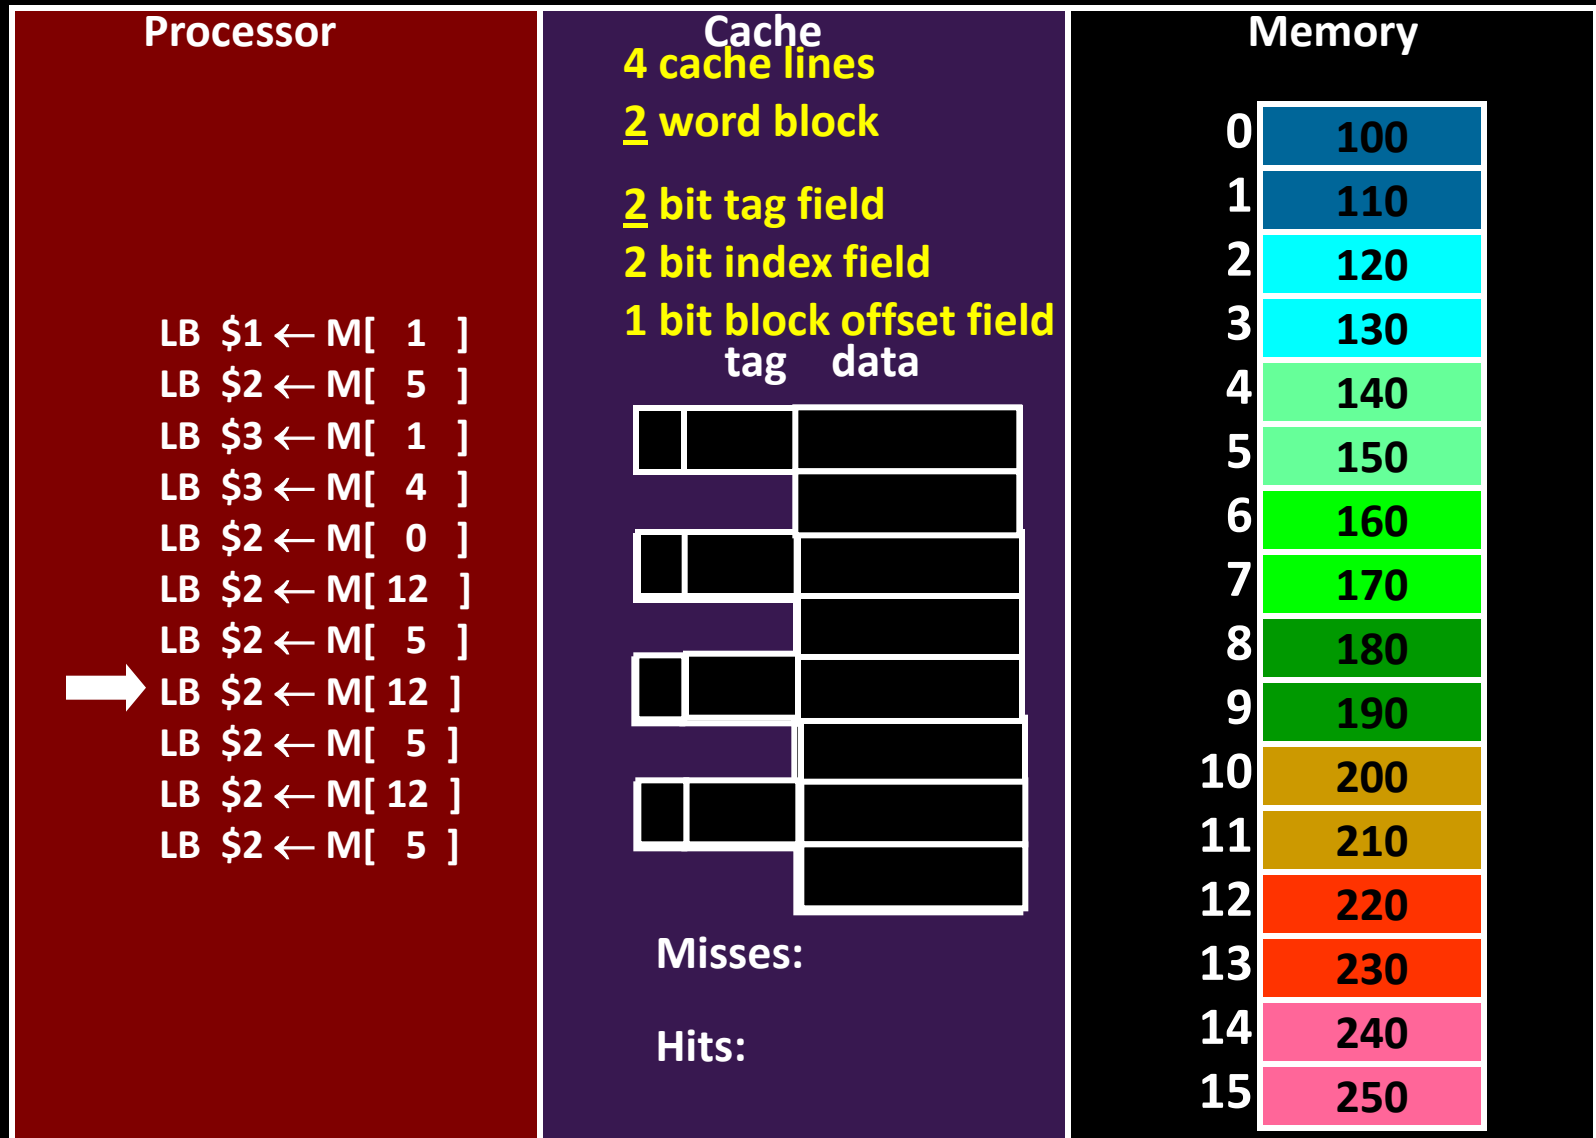 Processor
LB $1 ← M[ 1 ]
LB $2 ← M[ 5 ]
LB $3 ← M[ 1 ]
LB $3 ← M[ 4 ]
LB $2 ← M[ 0 ]
LB $2 ← M[ 12 ]
LB $2 ← M[ 5 ]
LB $2 ← M[ 12 ]
LB $2 ← M[ 5 ]
LB $2 ← M[ 12 ]
LB $2 ← M[ 5 ]
Cache
4 cache lines
2 word block
2 bit tag field
2 bit index field
1 bit block offset field
tag data
Misses:
Hits:
Memory
0 100
1 110
2 120
3 130
4 140
5 150
6 160
7 170
8 180
9 190
10 200
11 210
12 220
13 230
14 240
15 250